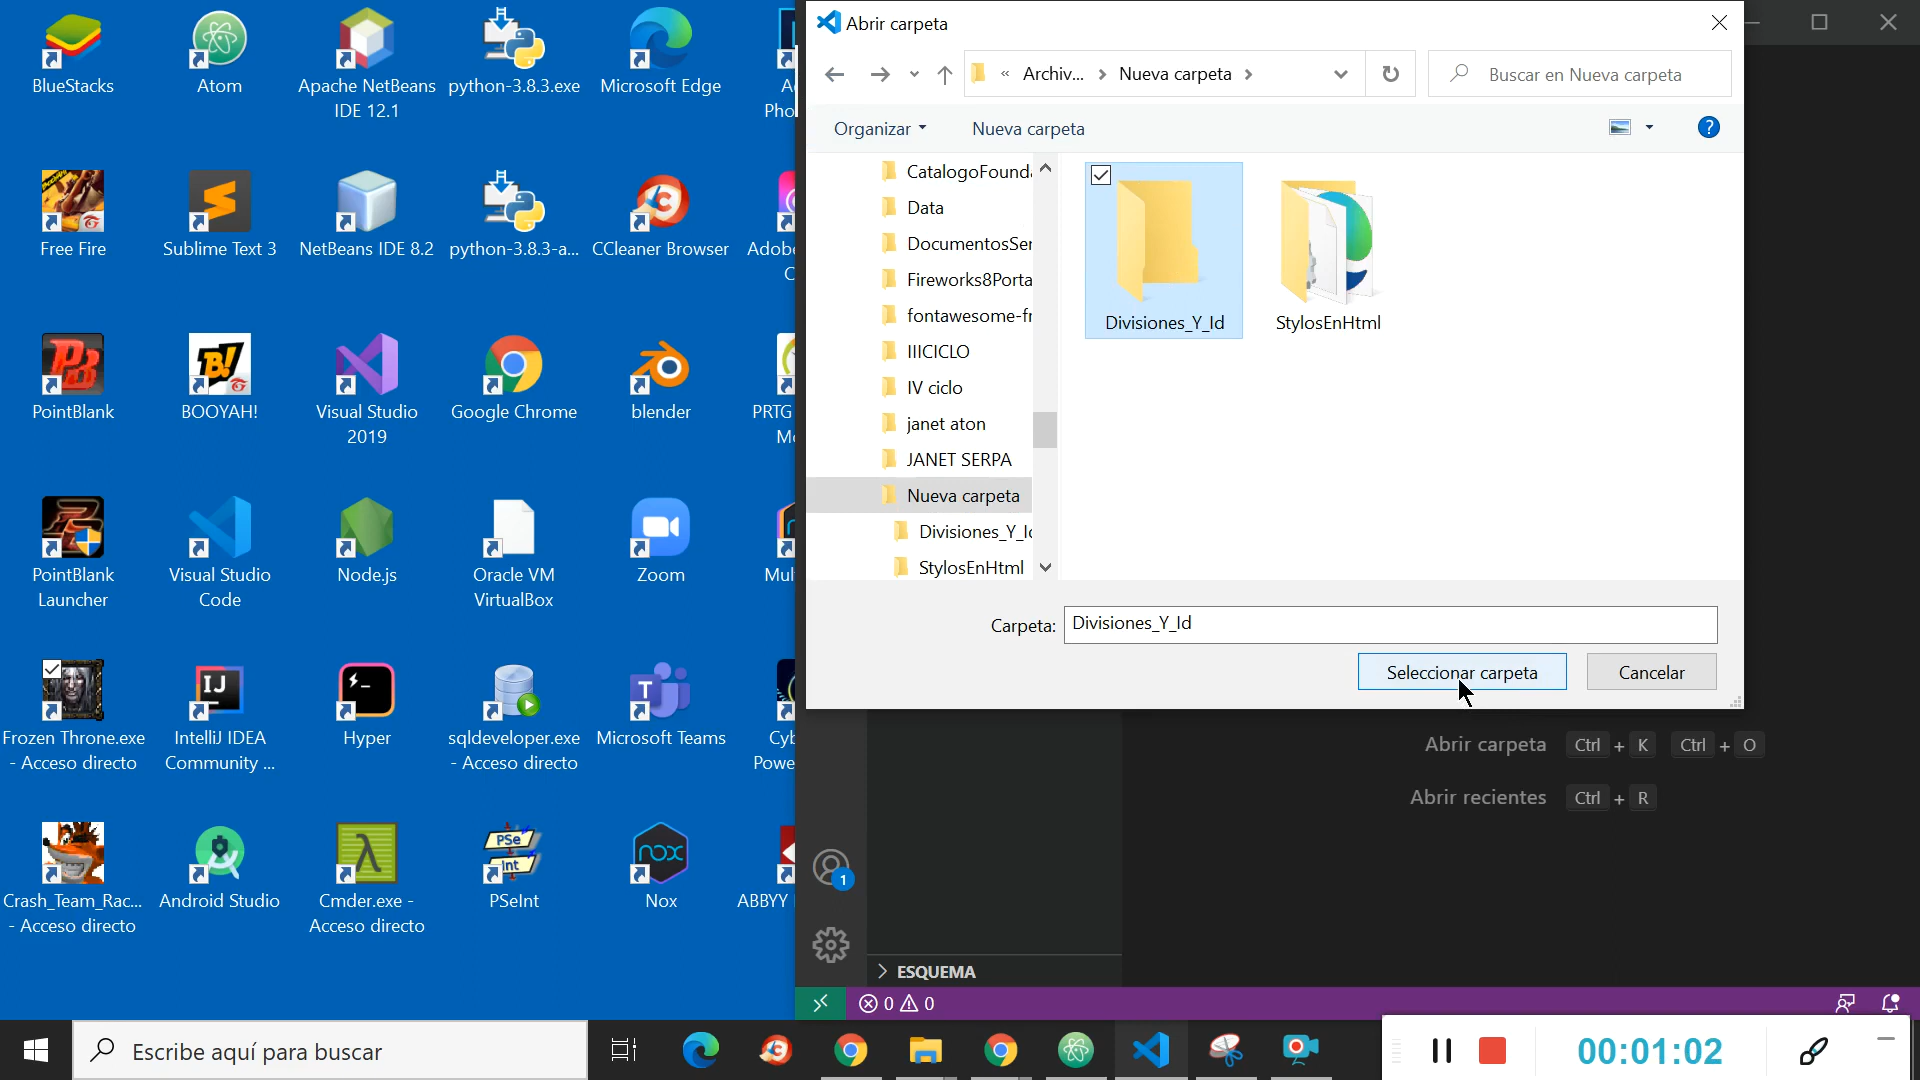 BlueStacks
Atom
Apache NetBeans
IDE 12.1
python-3.8.3.exe
Microsoft Edge
Free Fire
Sublime Text 3
NetBeans IDE 8.2
python-3.8.3-a...
CCleaner Browser
PointBlank
BOOYAH!
Visual Studio
2019
Google Chrome
blender
PRTG
PointBlank
Launcher
Visual Studio
Code
Node.js
Oracle VM
VirtualBox
Zoom
Frozen Throne.exe
- Acceso directo
IntelliJ IDEA
Community ...
Hyper
sqldeveloper.exe
- Acceso directo
Microsoft Teams
Crash_Team_Rac...
- Acceso directo
Android Studio
Cmder.exe -
Acceso directo
PSeInt
Nox
ABBYY
Abrir carpeta
« Archiv... > Nueva carpeta >
Buscar en Nueva carpeta
Organizar
Nueva carpeta
CatalogoFound
Data
DocumentosSer
Fireworks8Porta
fontawesome-fr
IIICICLO
IV ciclo
janet aton
JANET SERPA
Nueva carpeta
Divisiones_Y_Id
StylosEnHtml
Divisiones_Y_Id
StylosEnHtml
Carpeta: Divisiones_Y_Id
Seleccionar carpeta
Cancelar
Abrir carpeta Ctrl + K Ctrl + O
Abrir recientes Ctrl + R
1
> ESQUEMA
0 0
Escribe aquí para buscar
00:01:02